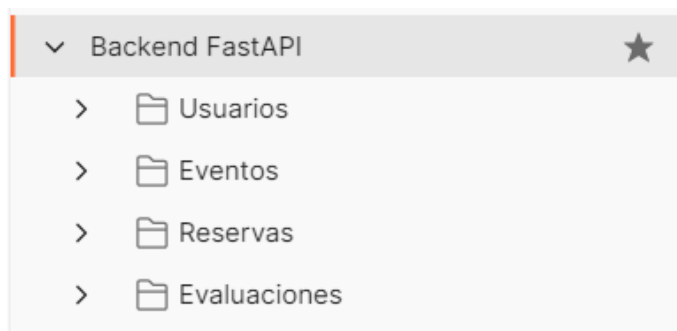 Backend FastAPI
Usuarios
Eventos
Reservas
Evaluaciones